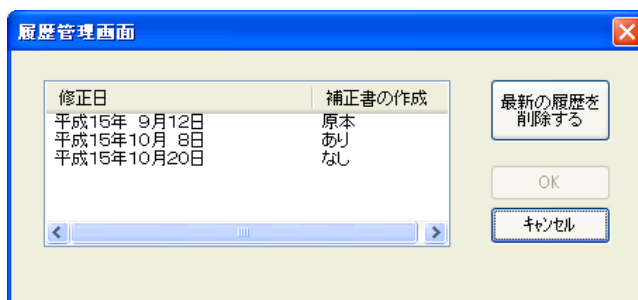 履歴管理画面
修正日 補正書の作成
平成15年 9月12日 原本
平成15年10月 8日 あり
平成15年10月20日 なし
最新の履歴を
削除する
OK
キャンセル